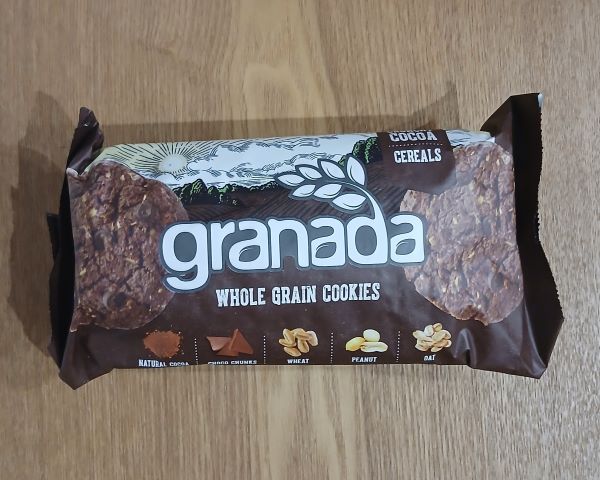 COCOA
CEREALS
granada
WHOLE GRAIN COOKIES
NATURAL COCOA
CHOCO CHUNKS
WHEAT
PEANUT
OAT